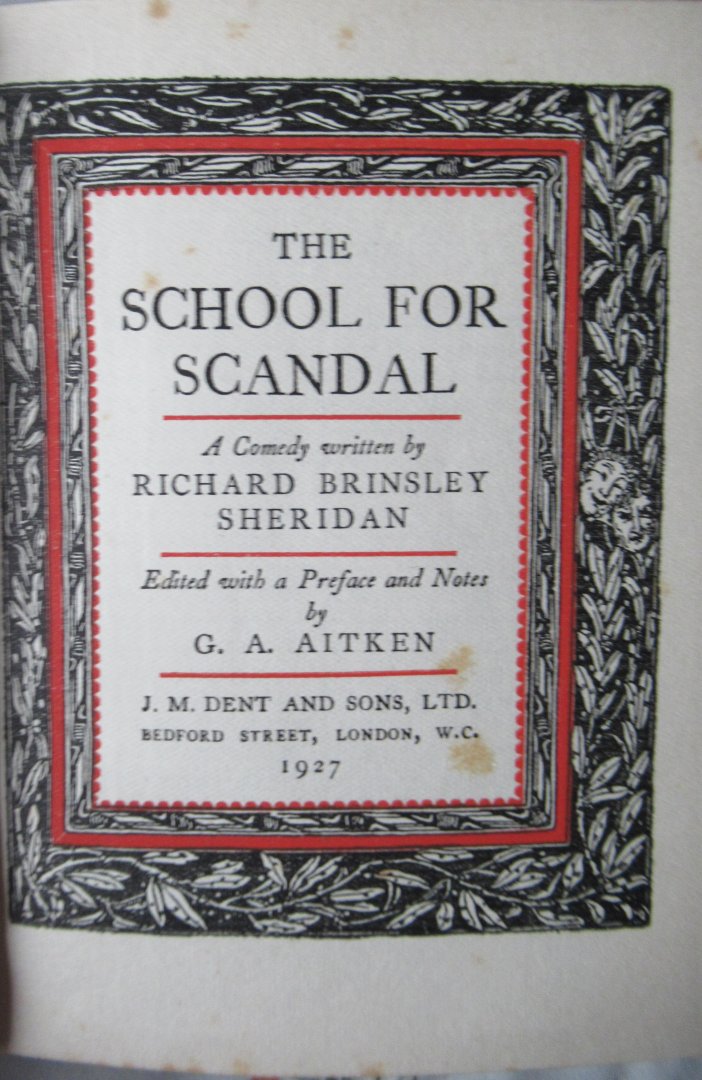 THE
SCHOOL FOR
SCANDAL
A Comedy written by
RICHARD BRINSLEY
SHERIDAN
Edited with a Preface and Notes
by
G. A. AITKEN
J. M. DENT AND SONS, LTD.
BEDFORD STREET, LONDON, W.C.
1927